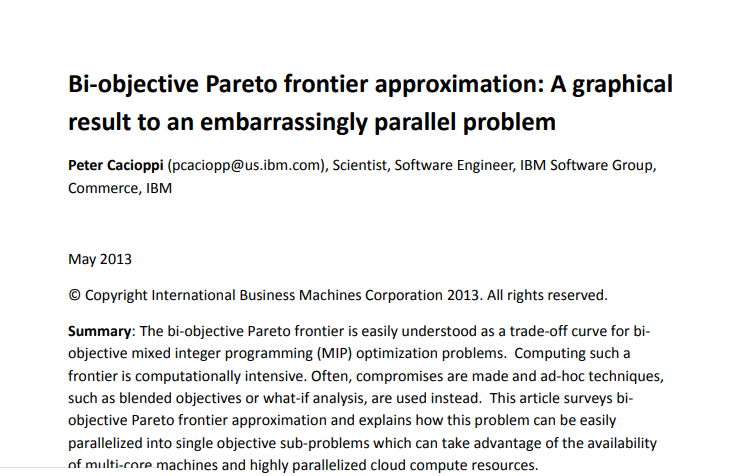 Bi-objective Pareto frontier approximation: A graphical
result to an embarrassingly parallel problem
Peter Cacioppi (pcaciopp@us.ibm.com), Scientist, Software Engineer, IBM Software Group,
Commerce, IBM
May 2013
© Copyright International Business Machines Corporation 2013. All rights reserved.
Summary: The bi-objective Pareto frontier is easily understood as a trade-off curve for bi-
objective mixed integer programming (MIP) optimization problems.  Computing such a
frontier is computationally intensive. Often, compromises are made and ad-hoc techniques,
such as blended objectives or what-if analysis, are used instead.  This article surveys bi-
objective Pareto frontier approximation and explains how this problem can be easily
parallelized into single objective sub-problems which can take advantage of the availability
of multi-core machines and highly parallelized cloud compute resources.